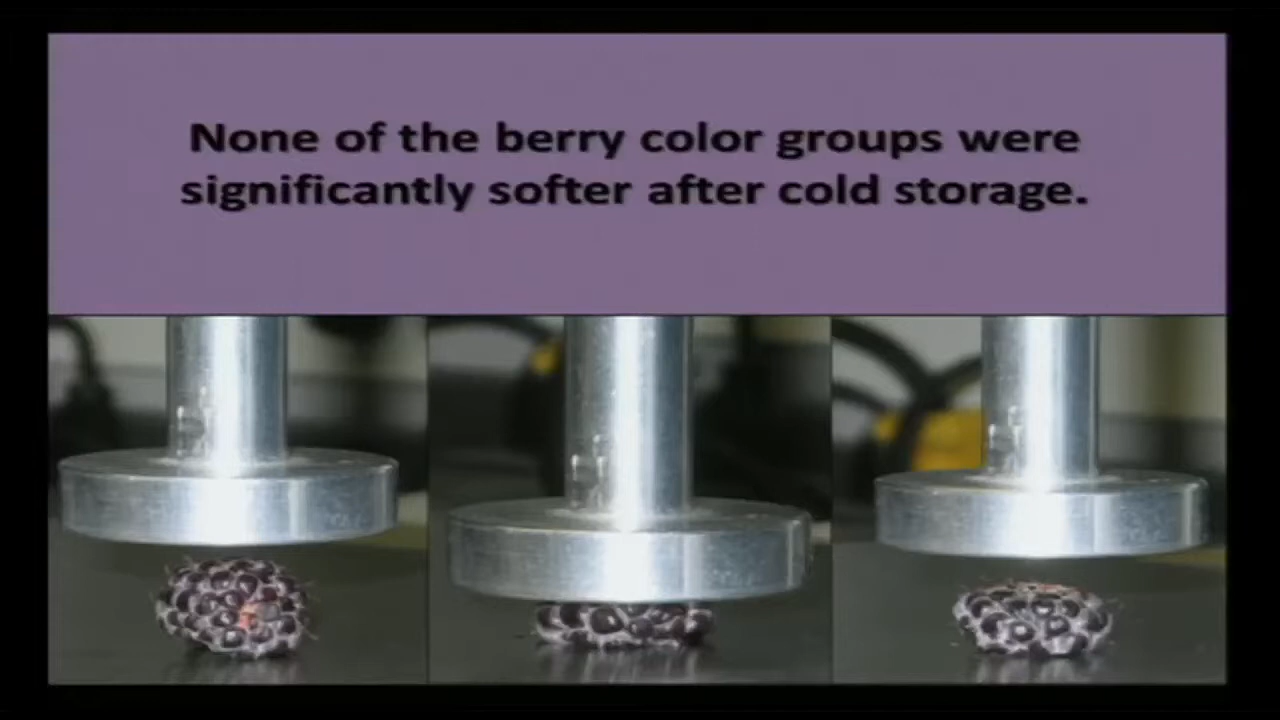 None of the berry color groups were
significantly softer after cold storage.